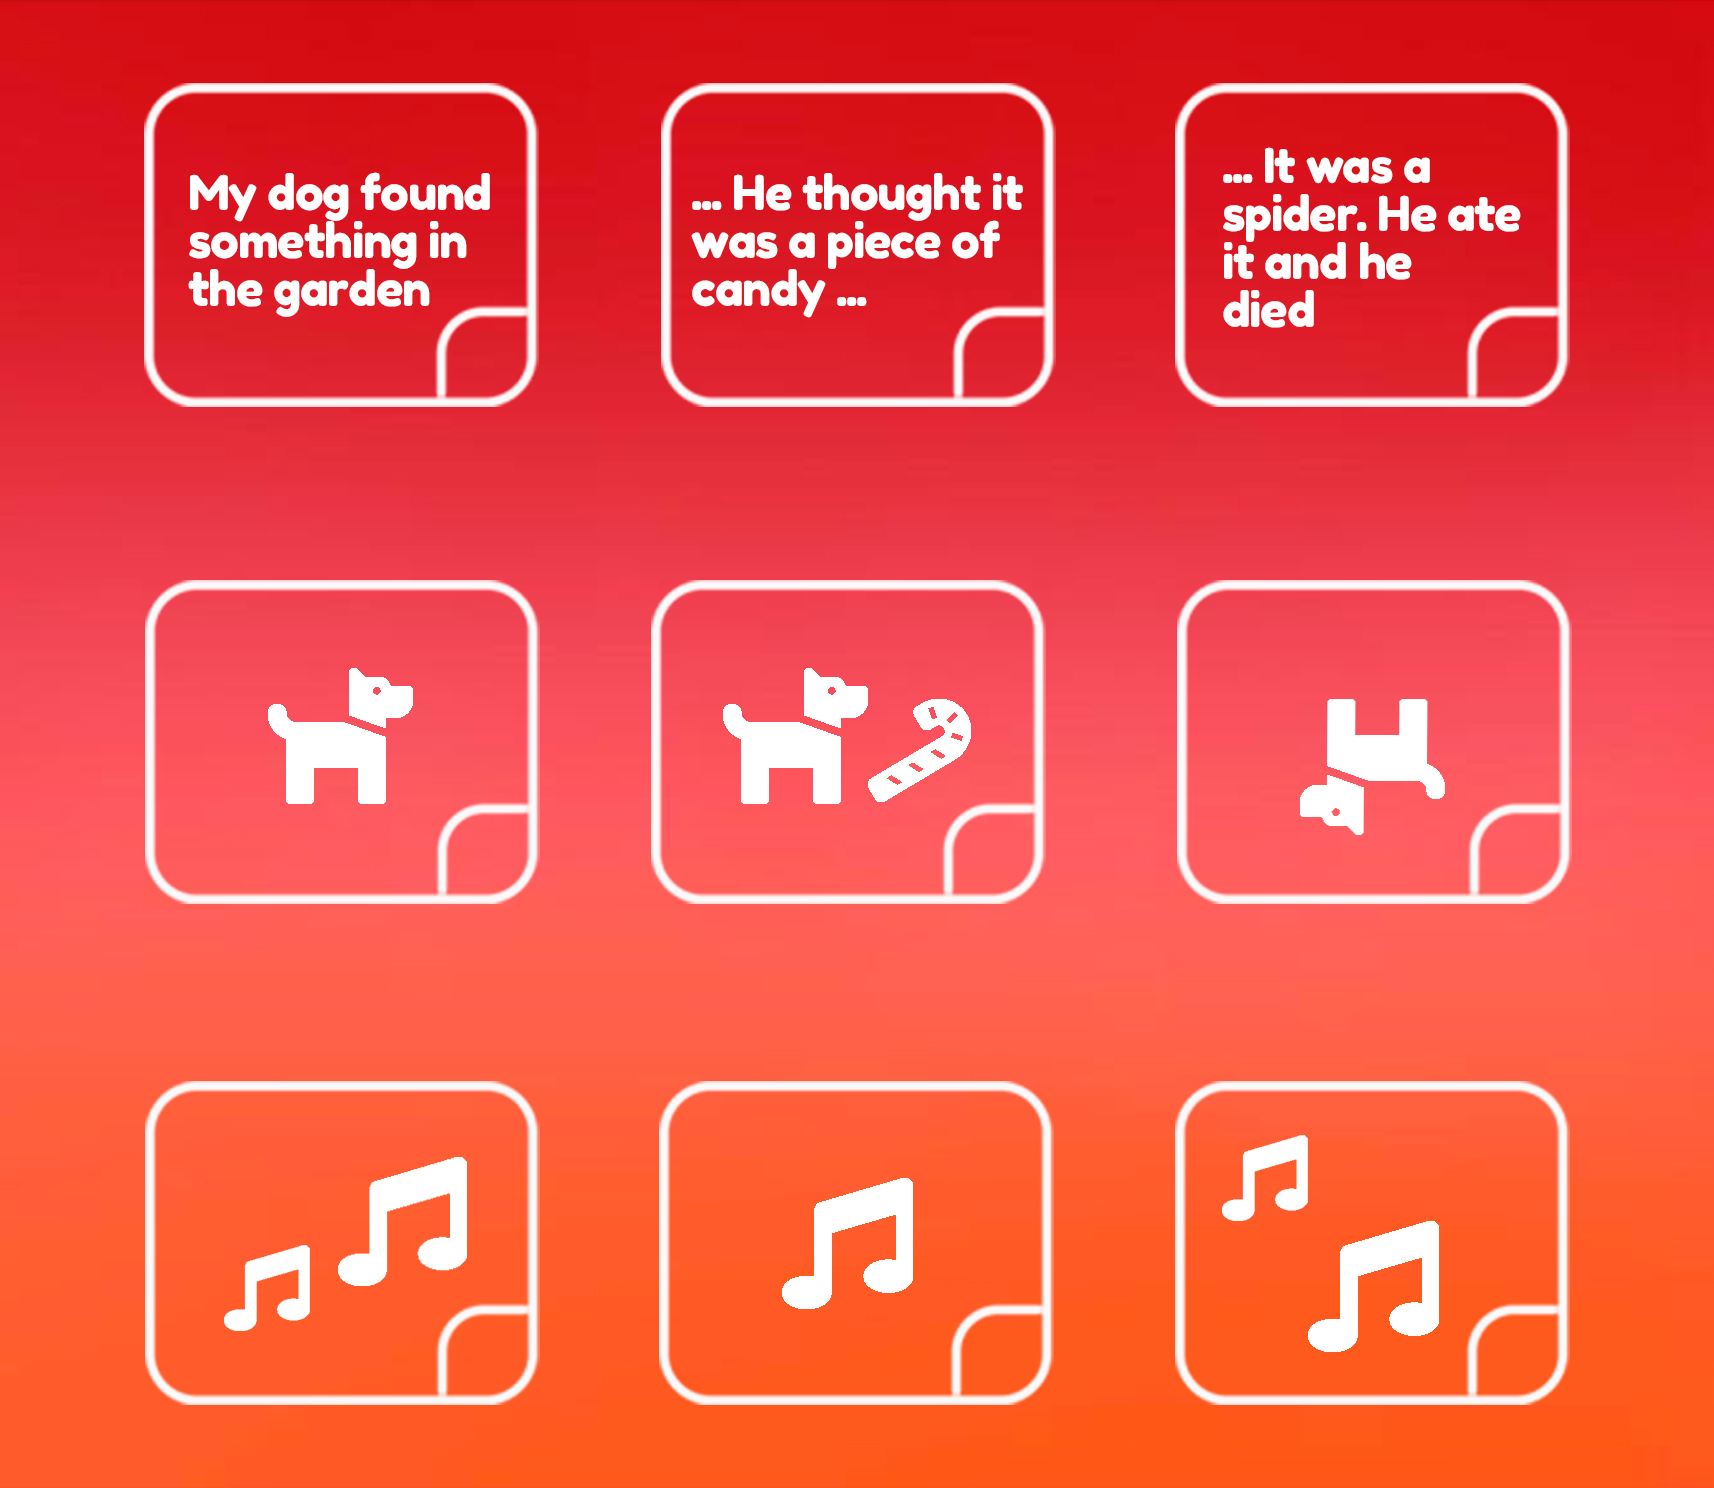 My dog found
something in
the garden
... He thought it
was a piece of
candy ...
... It was a
spider. He ate
it and he
died